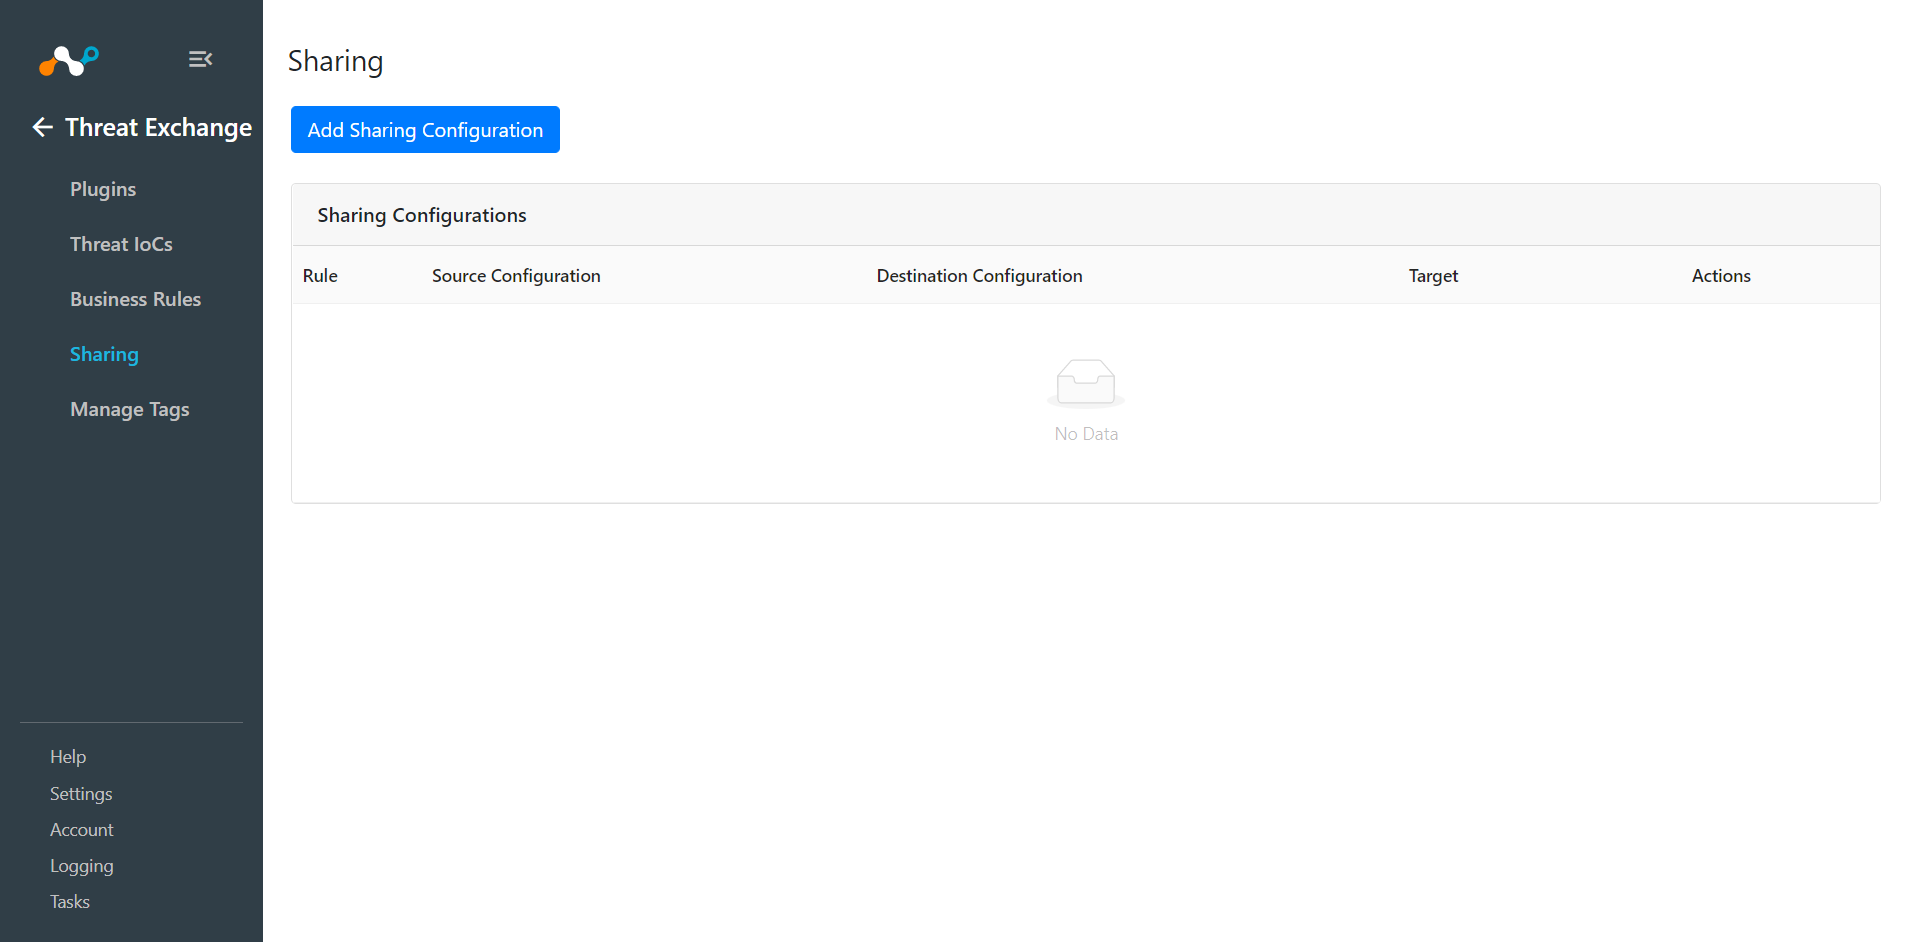 Threat Exchange
Plugins
Threat IoCs
Business Rules
Sharing
Manage Tags
Help
Settings
Account
Logging
Tasks
Sharing
Add Sharing Configuration
Sharing Configurations
Rule Source Configuration Destination Configuration Target Actions
No Data